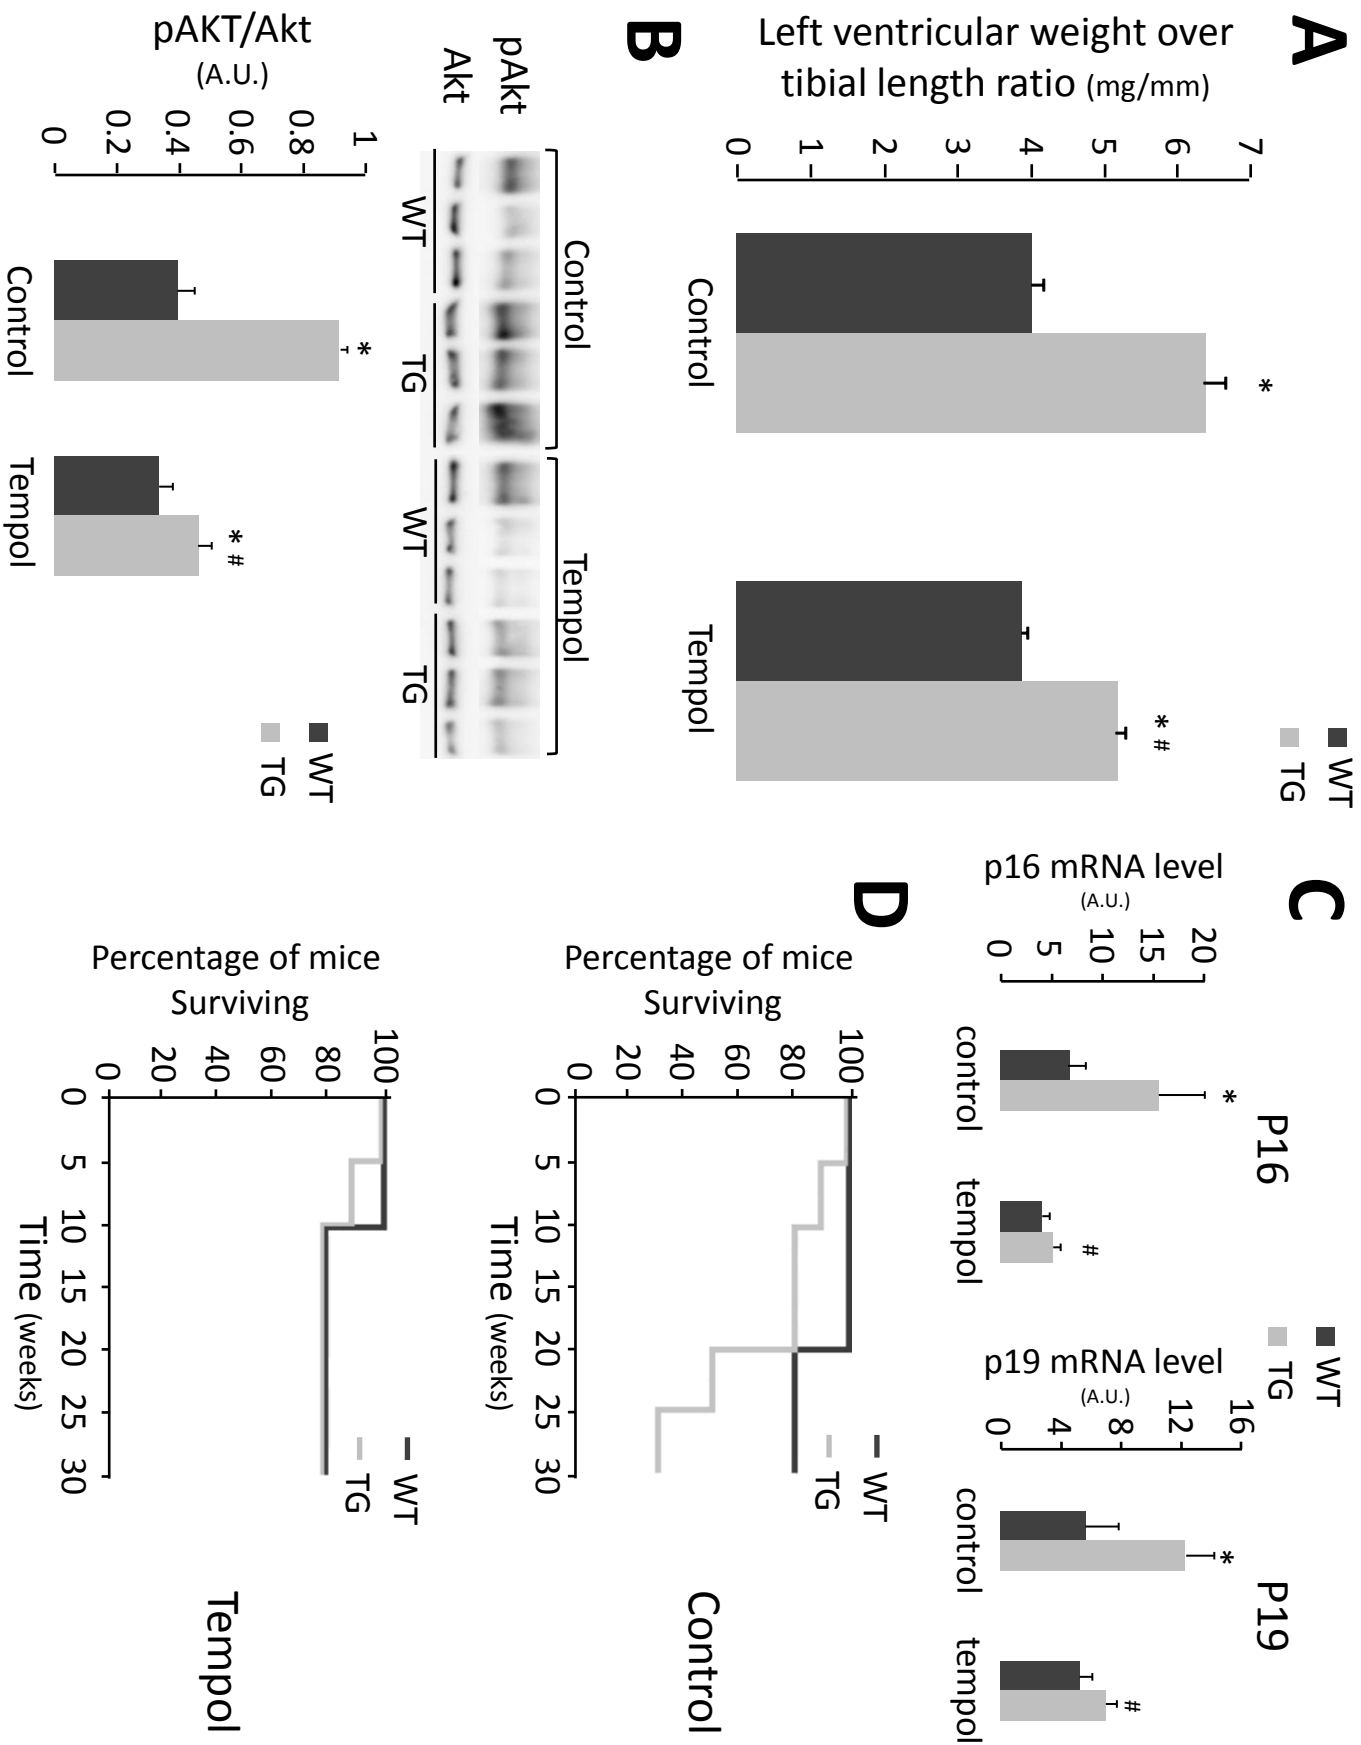 A
Left ventricular weight over
tibial length ratio (mg/mm)
0
1
2
3
4
5
6
7
*
* #
Control
Tempol
WT
TG
B
Control
Tempol
pAkt
Akt
WT
TG
WT
TG
pAKT/Akt
(A.U.)
0
0.2
0.4
0.6
0.8
1
*
* #
Control
Tempol
WT
TG
C
P16
p16 mRNA level
(A.U.)
0
5
10
15
20
*
#
control
tempol
WT
TG
P19
p19 mRNA level
(A.U.)
0
4
8
12
16
*
#
control
tempol
D
Control
Percentage of mice
Surviving
100
80
60
40
20
0
0 5 10 15 20 25 30
Time (weeks)
WT
TG
Tempol
Percentage of mice
Surviving
100
80
60
40
20
0
0 5 10 15 20 25 30
Time (weeks)
WT
TG